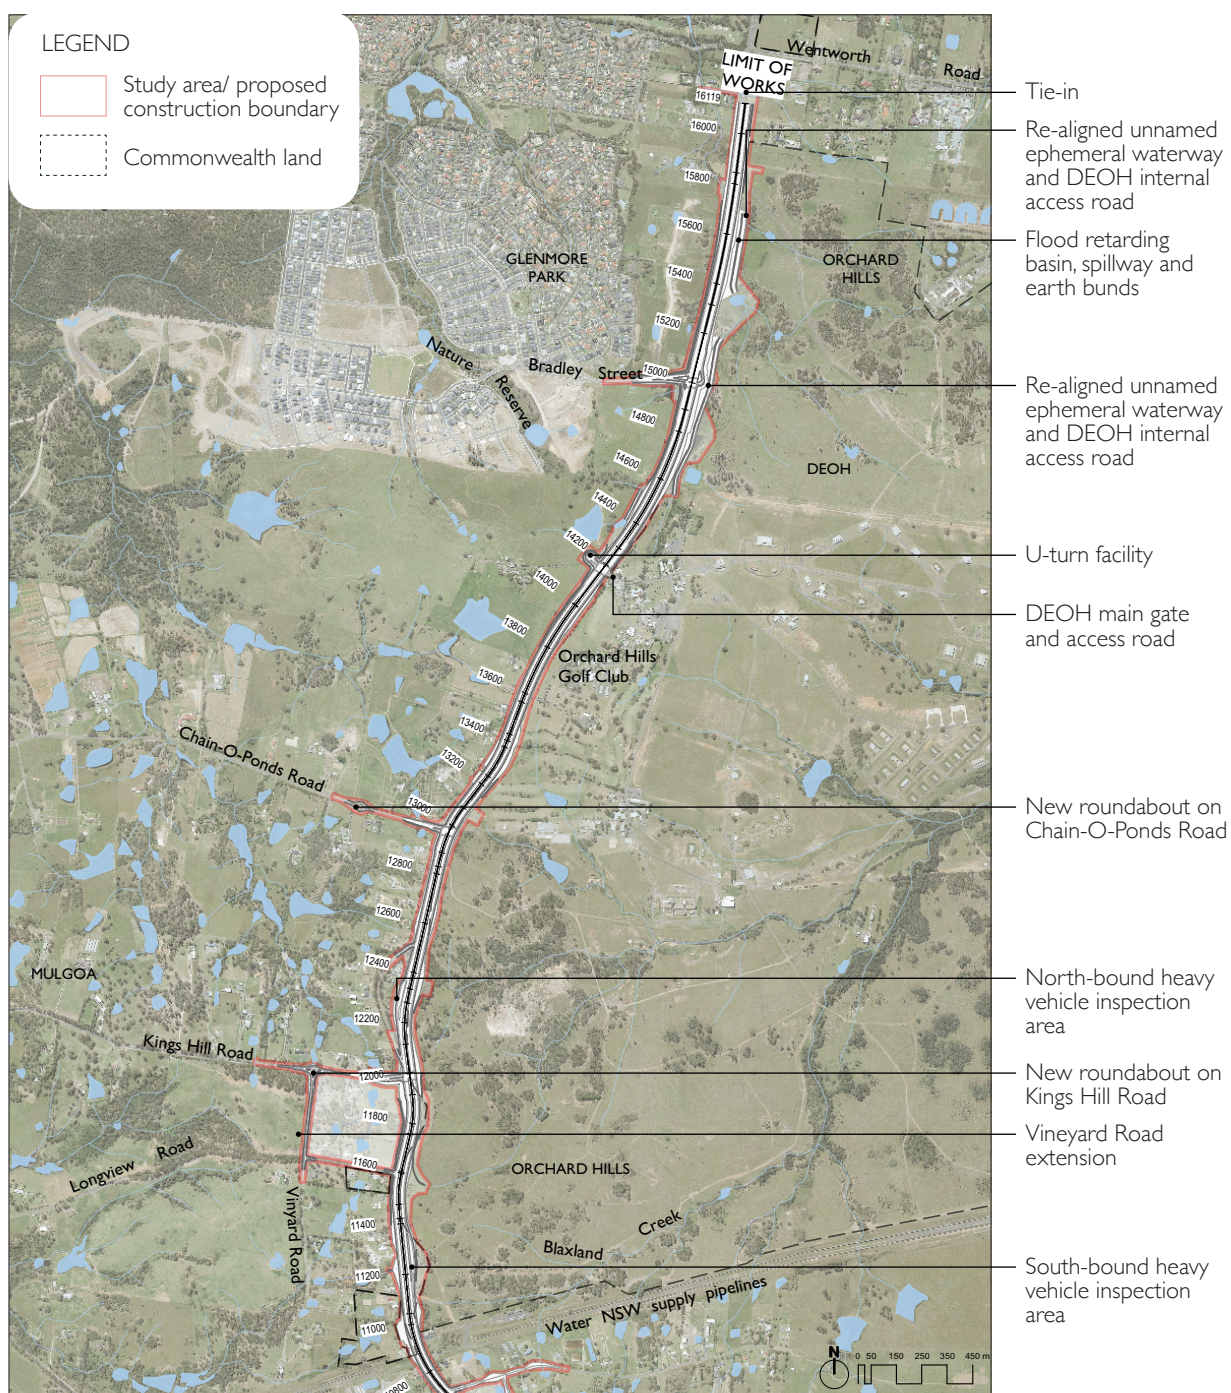 LEGEND
Study area/ proposed
construction boundary
Commonwealth land
Wentworth
Road
LIMIT OF
WORKS
16119
16000
15800
15600
15400
15200
15000
14800
14600
14400
14200
14000
13800
13600
13400
13200
13000
12800
12600
12400
12200
12000
11800
11600
11400
11200
11000
10800
GLENMORE
PARK
ORCHARD
HILLS
Nature
Reserve
Bradley Street
DEOH
Orchard Hills
Golf Club
Chain-O-Ponds Road
MULGOA
Kings Hill Road
Longview Road
Vinyard Road
ORCHARD HILLS
Blaxland Creek
Water NSW supply pipelines
Tie-in
Re-aligned unnamed
ephemeral waterway
and DEOH internal
access road
Flood retarding
basin, spillway and
earth bunds
Re-aligned unnamed
ephemeral waterway
and DEOH internal
access road
U-turn facility
DEOH main gate
and access road
New roundabout on
Chain-O-Ponds Road
North-bound heavy
vehicle inspection
area
New roundabout on
Kings Hill Road
Vineyard Road
extension
South-bound heavy
vehicle inspection
area
N
0 50 150 250 350 450 m